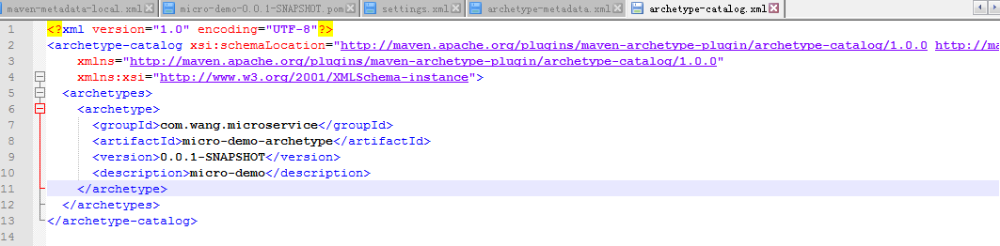 maven-metadata-local.xml micro-demo-0.0.1-SNAPSHOT.pom settings.xml archetype-metadata.xml archetype-catalog.xml
1 <?xml version="1.0" encoding="UTF-8"?>
2 <archetype-catalog xsi:schemaLocation="http://maven.apache.org/plugins/maven-archetype-plugin/archetype-catalog/1.0.0 http://ma
3 xmlns="http://maven.apache.org/plugins/maven-archetype-plugin/archetype-catalog/1.0.0"
4 xmlns:xsi="http://www.w3.org/2001/XMLSchema-instance">
5 <archetypes>
6 <archetype>
7 <groupId>com.wang.microservice</groupId>
8 <artifactId>micro-demo-archetype</artifactId>
9 <version>0.0.1-SNAPSHOT</version>
10 <description>micro-demo</description>
11 </archetype>
12 </archetypes>
13 </archetype-catalog>
14